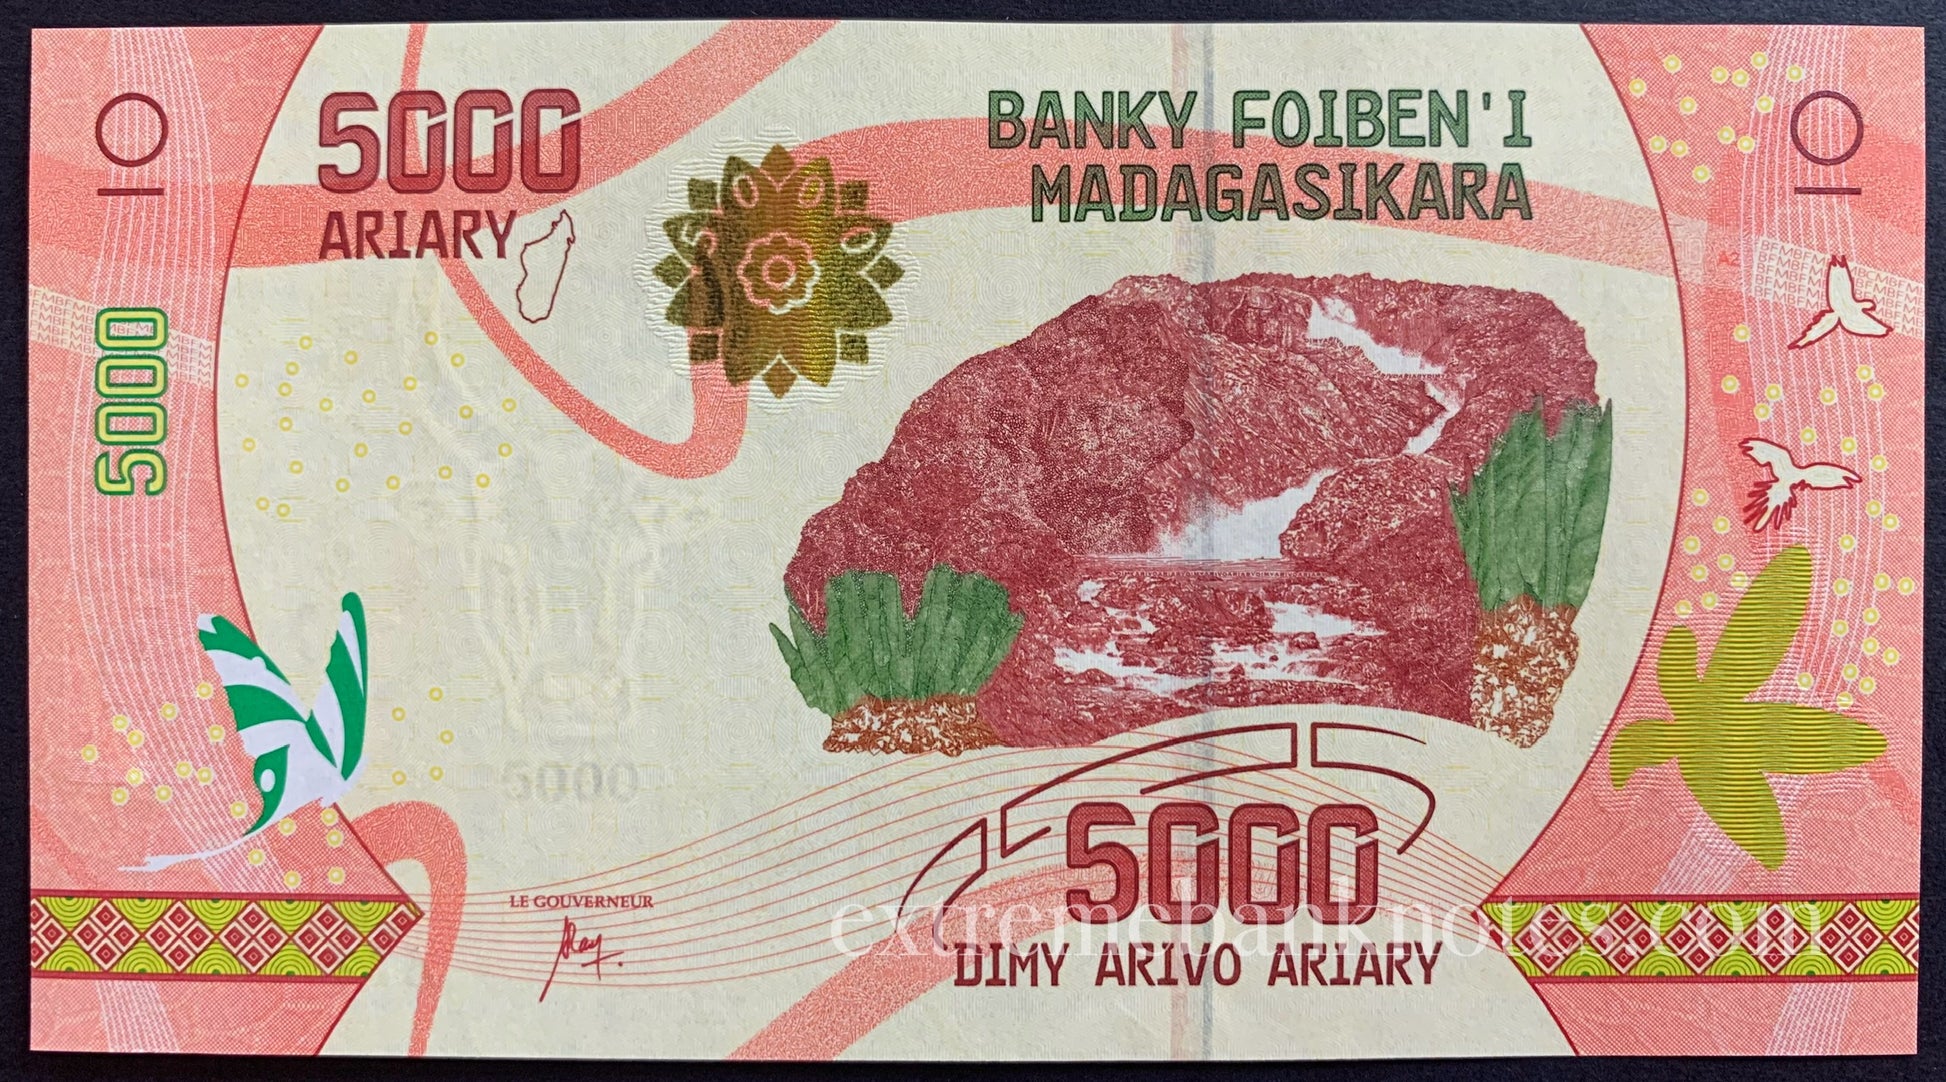 5000
ARIARY
BANKY FOIBEN'I
MADAGASIKARA
5000
5000
5000
DIMY ARIVO ARIARY
LE GOUVERNEUR
extremebanknotes.com